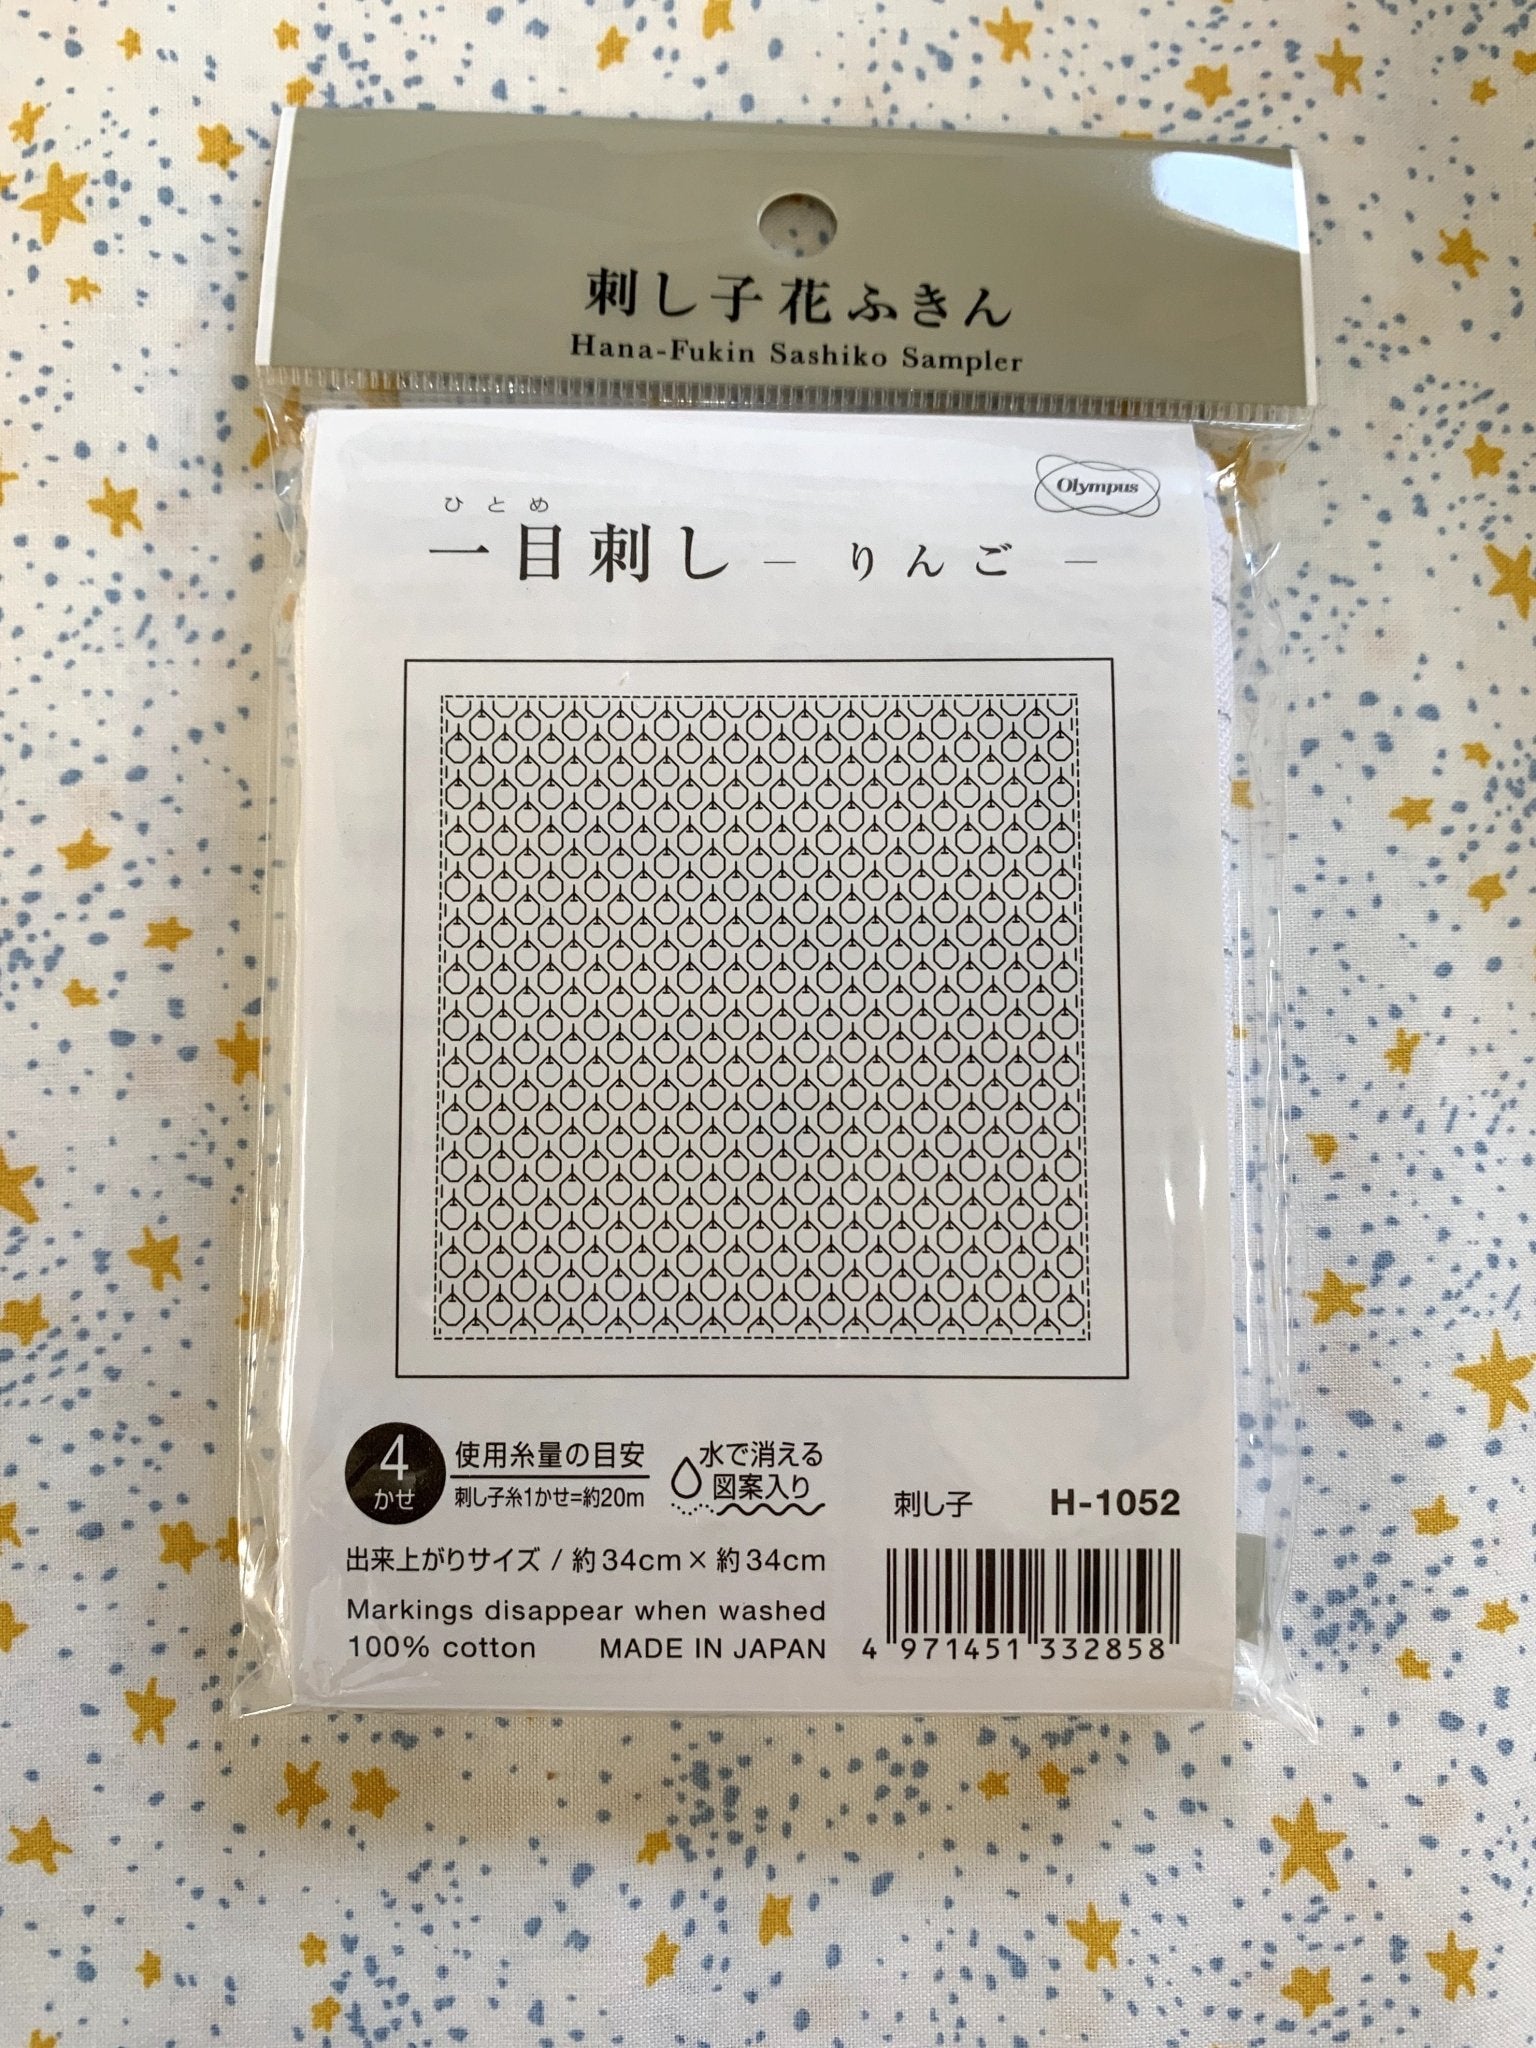 刺し子花ふきん
Hana-Fukin Sashiko Sampler
Olympus
ひとめ
一目刺し — りんご —
4
かせ
使用糸量の目安
刺し子糸1かせ=約20m
水で消える
図案入り
刺し子 H-1052
出来上がりサイズ / 約34cm×約34cm
Markings disappear when washed
100% cotton MADE IN JAPAN
4 971451 332858